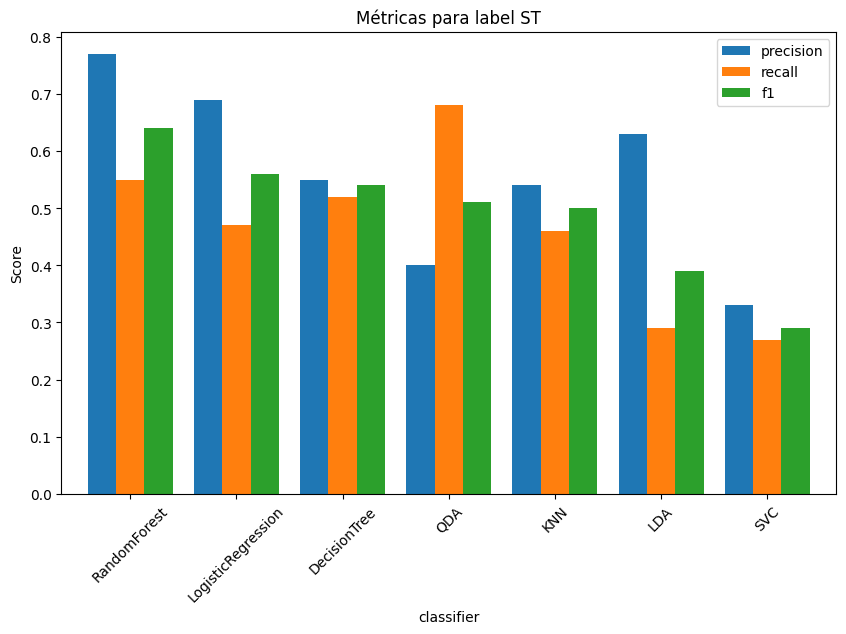 Métricas para label ST
precision
recall
f1
Score
0.8
0.7
0.6
0.5
0.4
0.3
0.2
0.1
0.0
RandomForest
LogisticRegression
DecisionTree
QDA
KNN
LDA
SVC
classifier